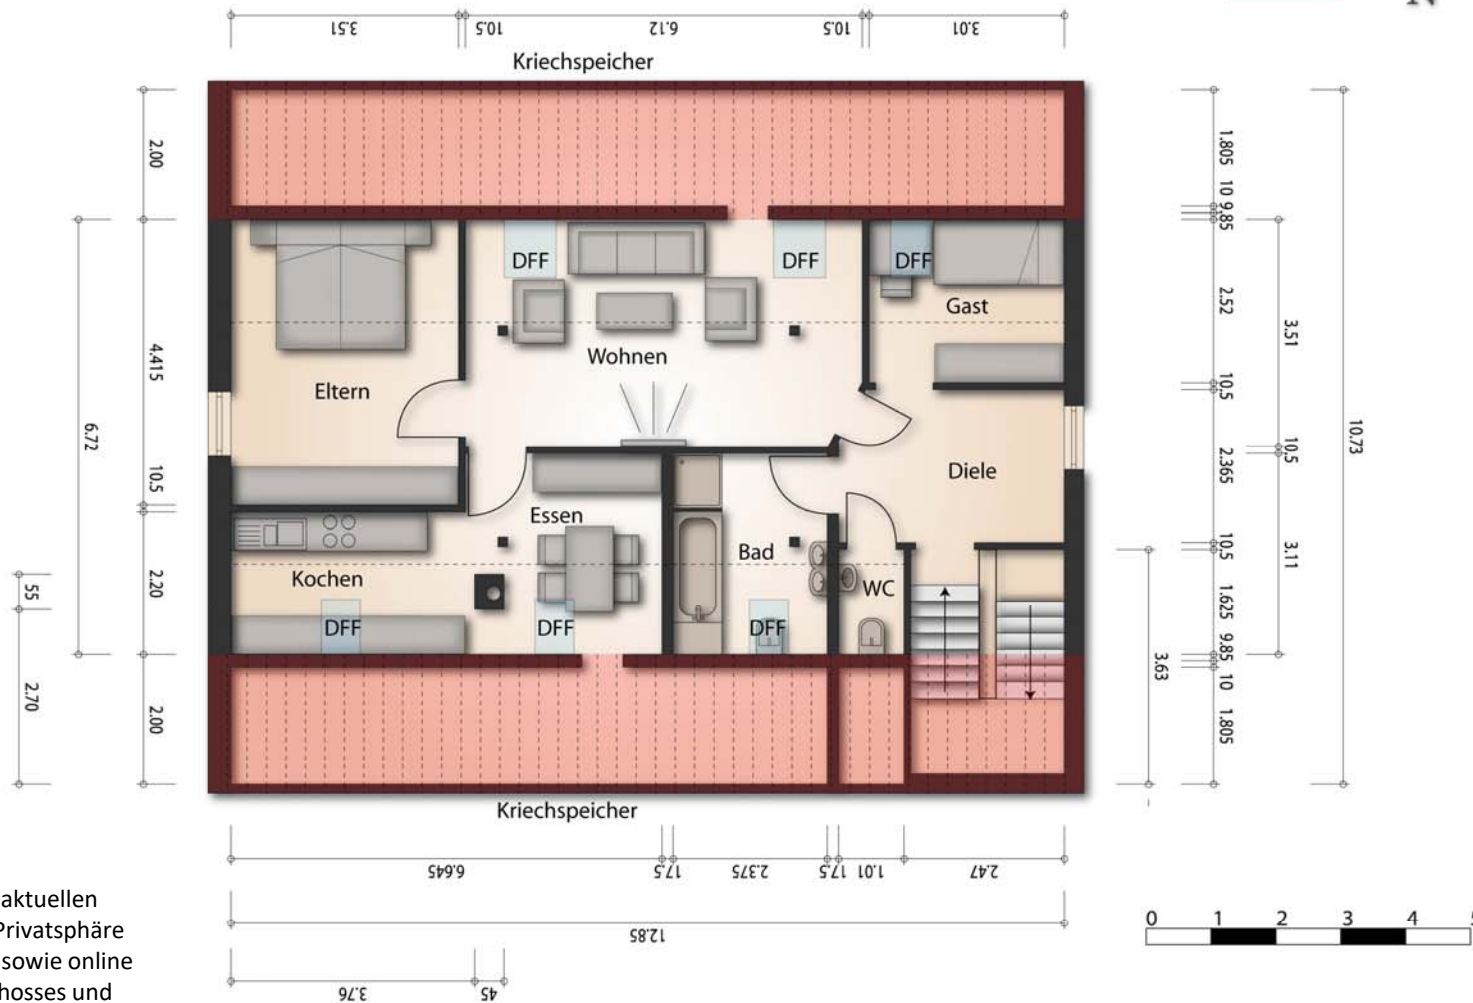 N
3.51 10.5 6.12 10.5 3.01
Kriechspeicher
2.00
4.415
10.5
2.20
2.00
6.72
55
2.70
1.805
10
9.85
2.52
10.5
2.365
10.5
1.625
9.85
10
1.805
3.51
10.5
3.11
3.63
10.73
DFF
DFF
DFF
Gast
Wohnen
Eltern
Diele
Essen
Bad
Kochen
WC
DFF
DFF
DFF
Kriechspeicher
6.645 17.5 2.375 17.5 1.01 2.47
12.85
3.76 45
aktuellen
Privatsphäre
sowie online
hosses und
0 1 2 3 4 5